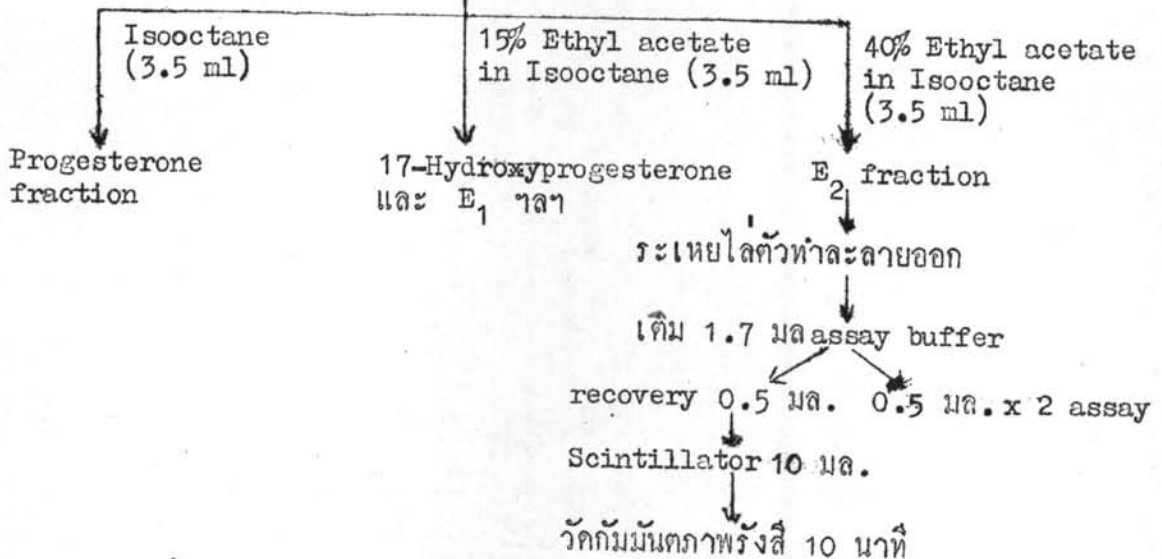 Isooctane
(3.5 ml)
15% Ethyl acetate
in Isooctane (3.5 ml)
40% Ethyl acetate
in Isooctane
(3.5 ml)
Progesterone
fraction
17-Hydroxyprogesterone
และ E₁ ฯลฯ
E₂ fraction
ระเหยไล่ตัวทำละลายออก
เติม 1.7 มล assay buffer
recovery 0.5 มล. 0.5 มล. x 2 assay
Scintillator 10 มล.
วัดกัมมันตภาพรังสี 10 นาที